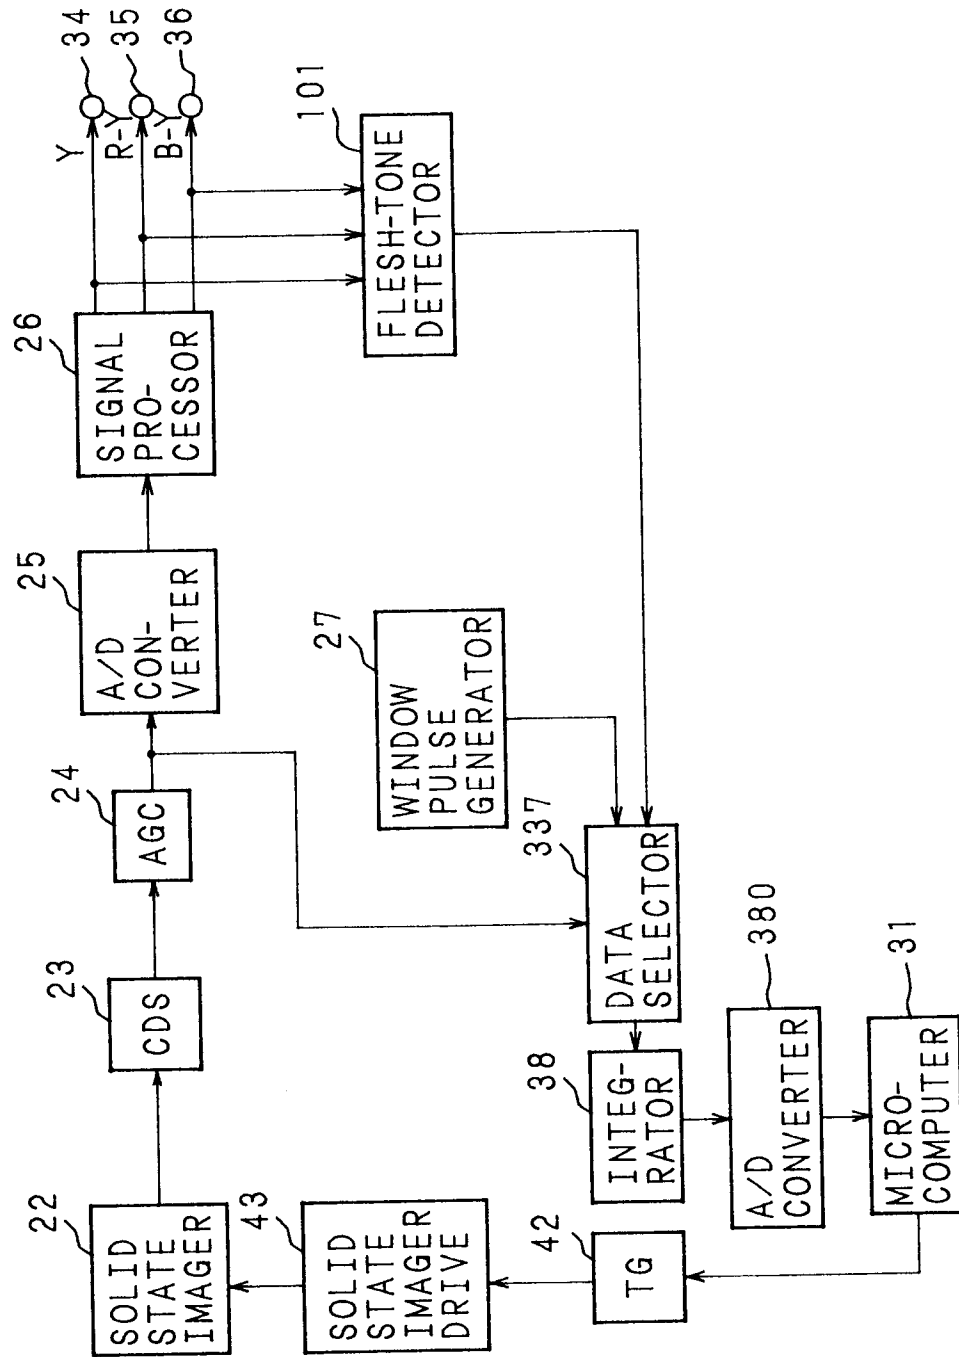 22
SOLID
STATE
IMAGER
23
CDS
24
AGC
25
A/D
CON-
VERTER
26
SIGNAL
PRO-
CESSOR
Y
34
R-Y
35
B-Y
36
101
FLESH-TONE
DETECTOR
43
SOLID
STATE
IMAGER
DRIVE
27
WINDOW
PULSE
GENERATOR
337
DATA
SELECTOR
38
INTEG-
RATOR
42
TG
380
A/D
CONVERTER
31
MICRO-
COMPUTER